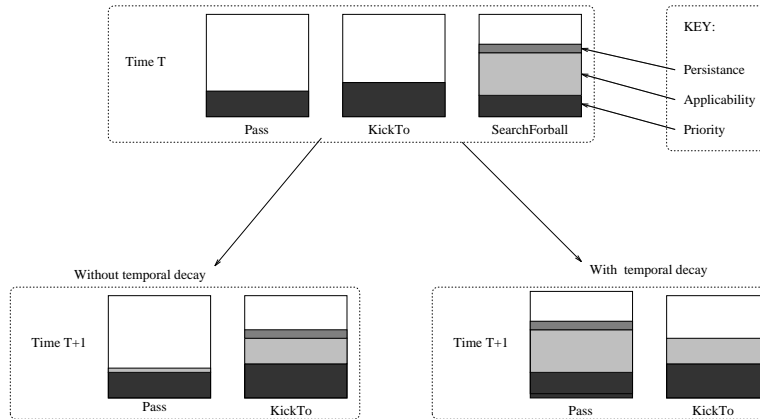 KEY:
Time T
Persistance
Applicability
Priority
Pass
KickTo
SearchForball
Without temporal decay
With temporal decay
Time T+1
Time T+1
Pass
KickTo
Pass
KickTo